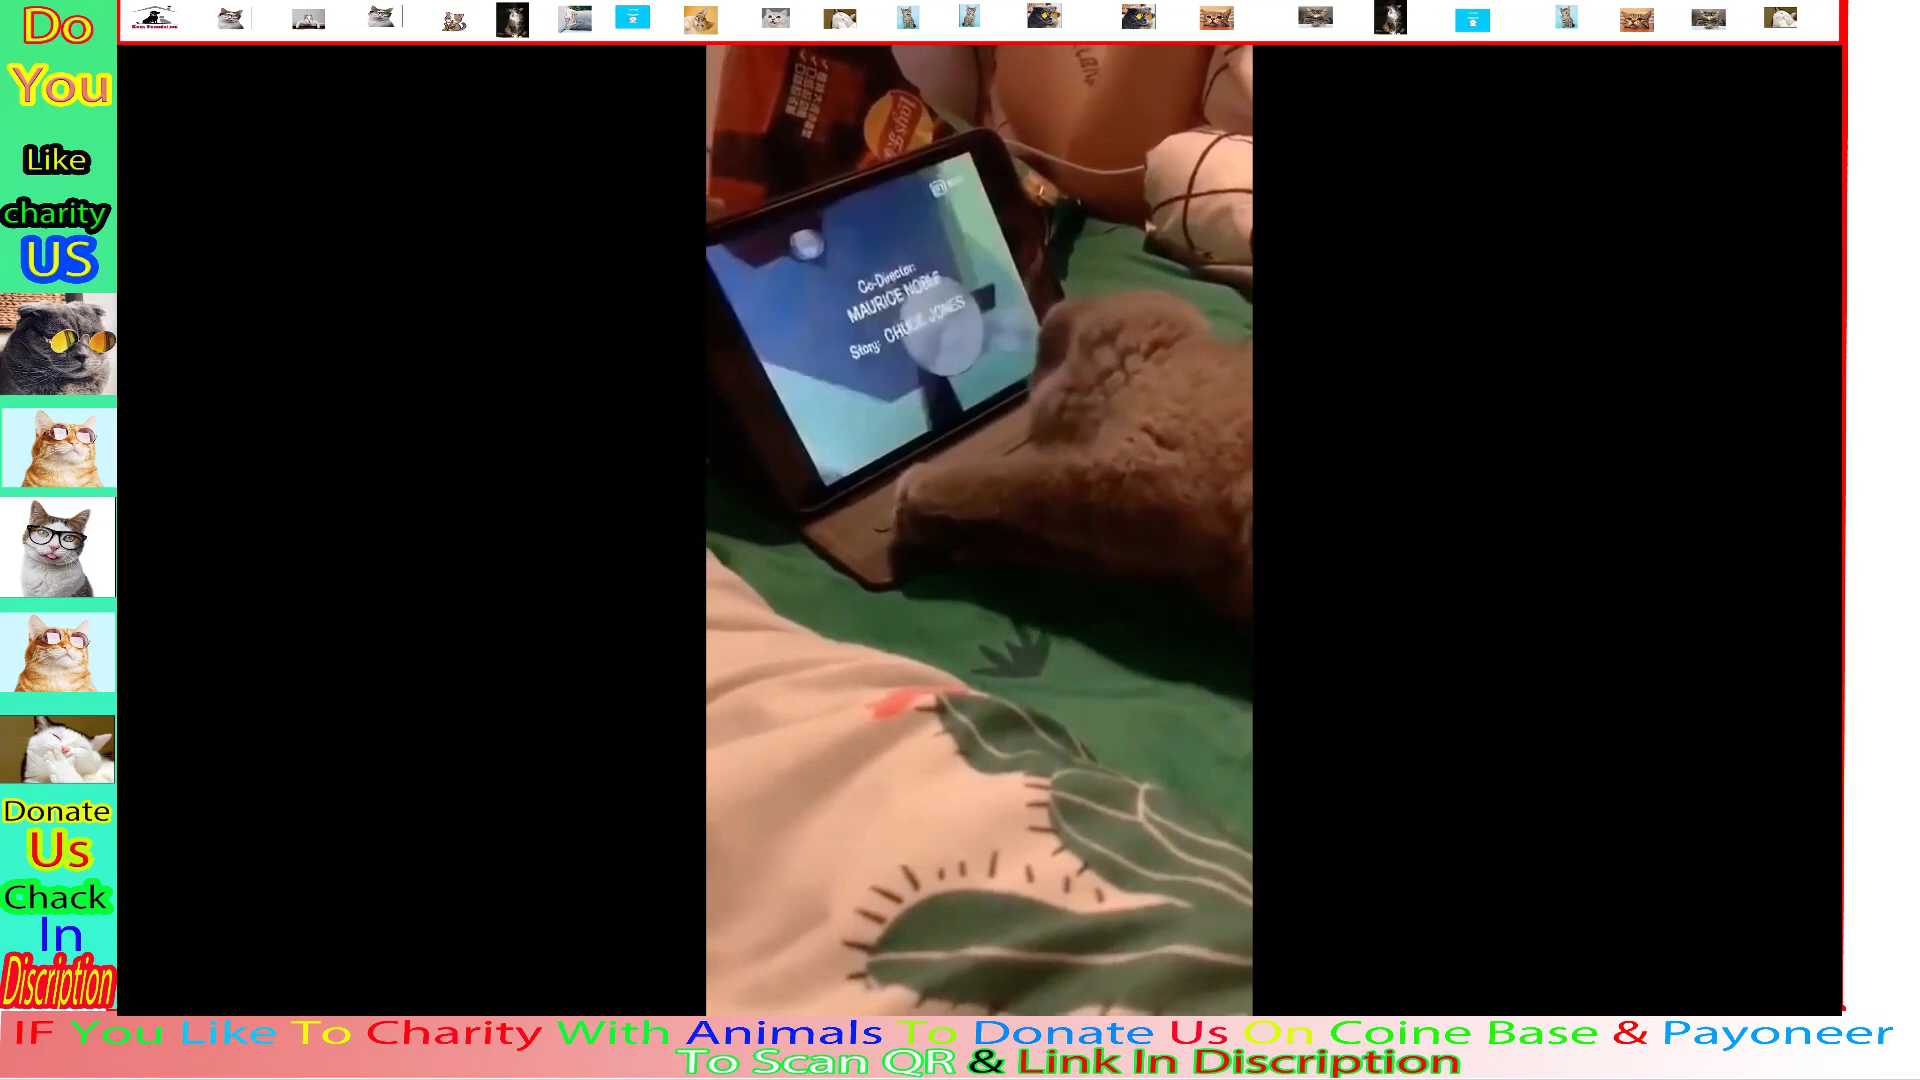 Do
You
Like
charity
US
Donate
Us
Chack
In
Discription
Lay's
Co-Director:
MAURICE NOBLE
Story: CHUCK JONES
IF You Like To Charity With Animals To Donate Us On Coine Base & Payoneer
To Scan QR & Link In Discription